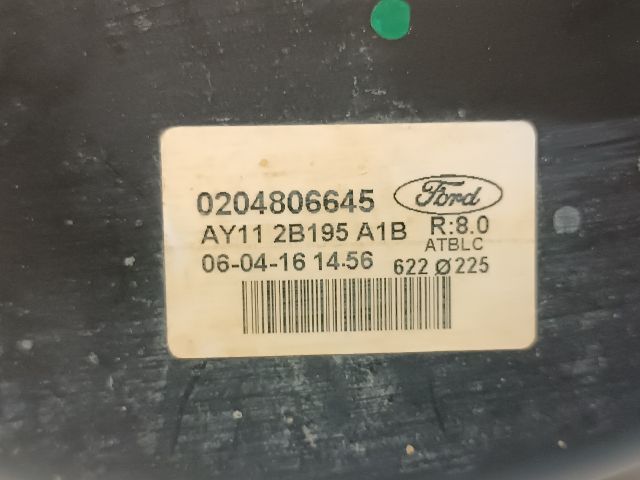 0204806645 Ford
AY11 2B195 A1B R:8.0
ATBLC
06-04-16 14:56 622 Ø 225